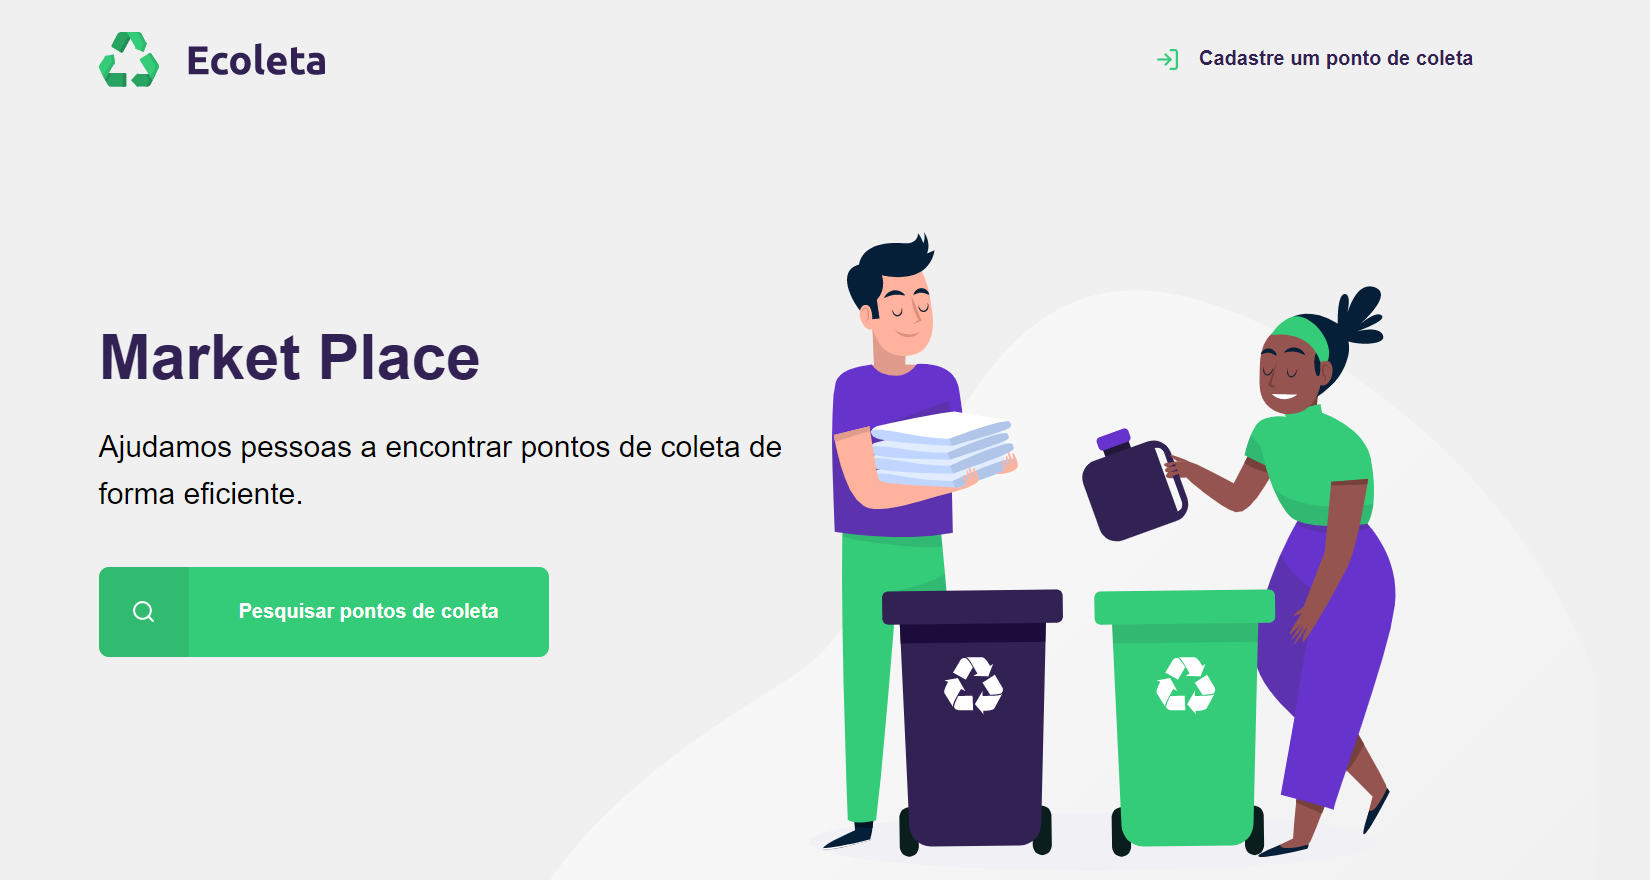 Ecoleta
Cadastre um ponto de coleta
Market Place
Ajudamos pessoas a encontrar pontos de coleta de
forma eficiente.
Pesquisar pontos de coleta